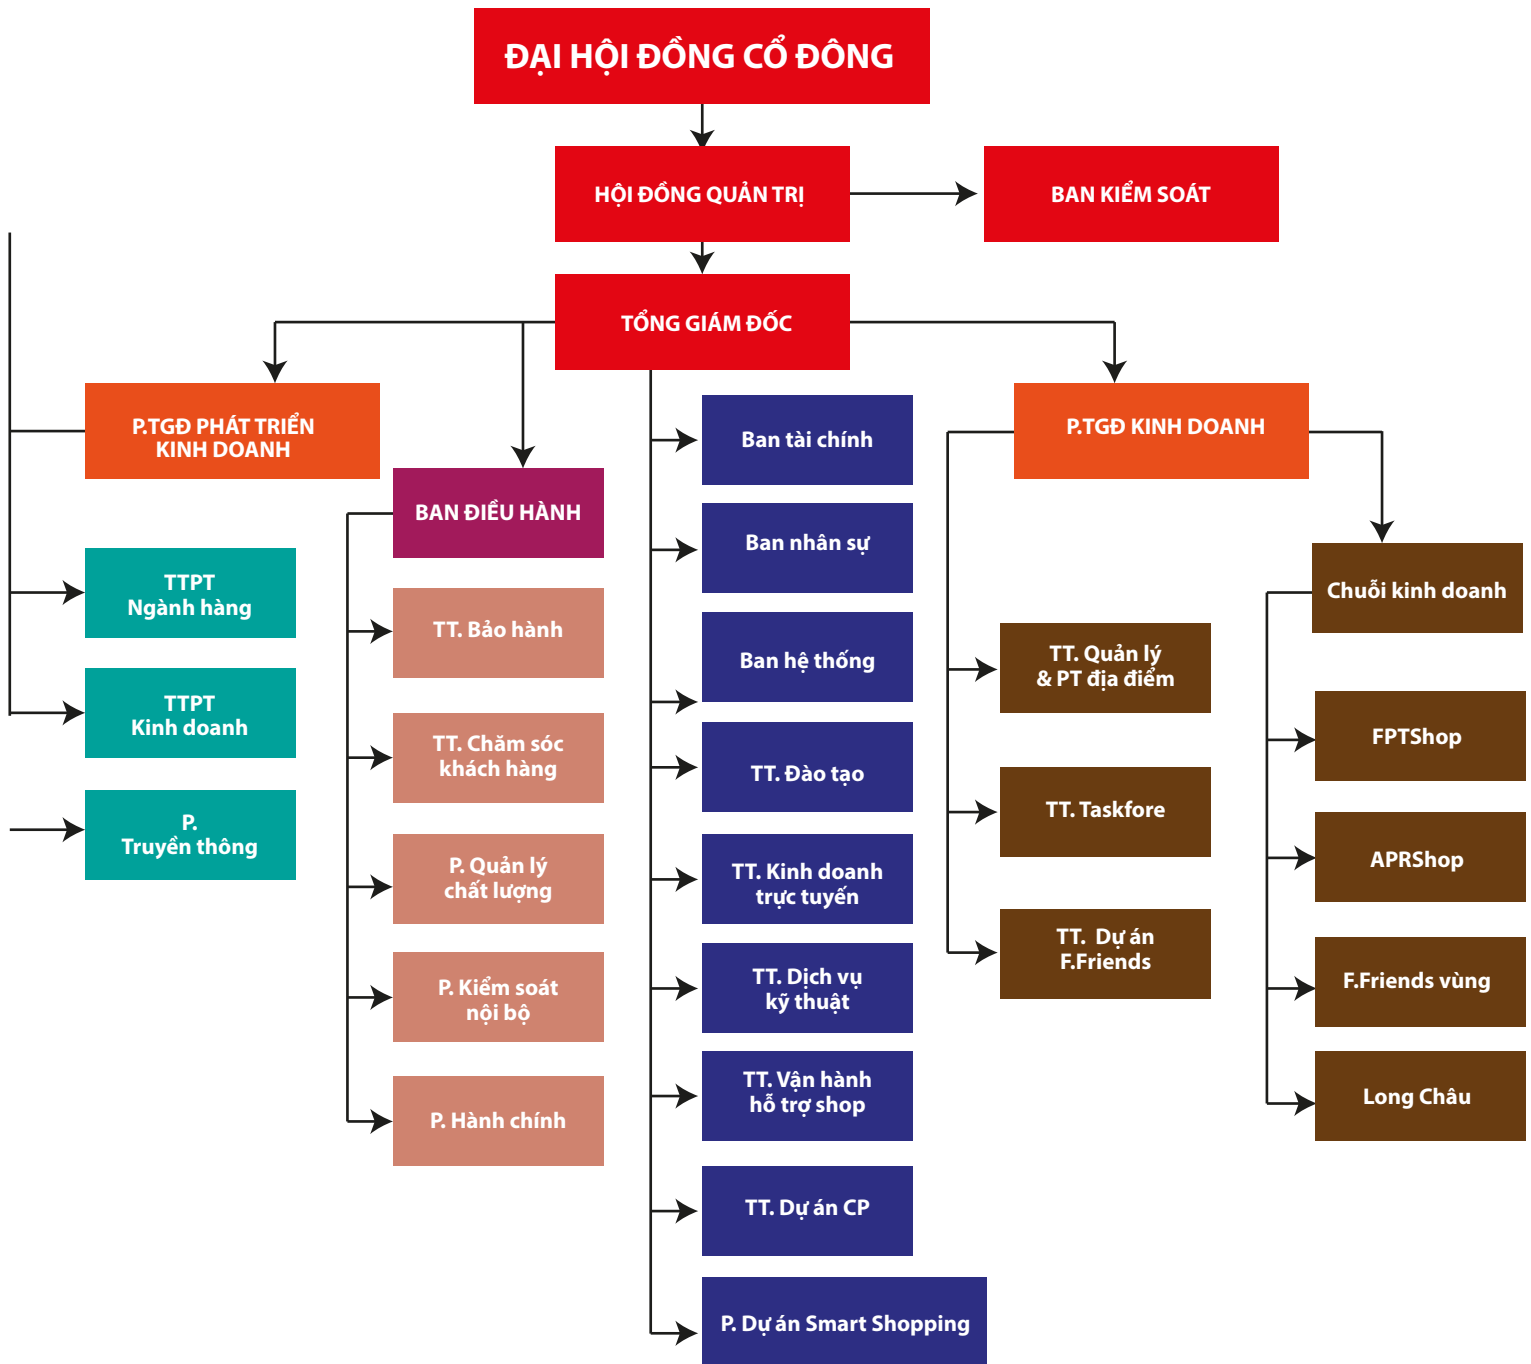 ĐẠI HỘI ĐỒNG CỔ ĐÔNG
HỘI ĐỒNG QUẢN TRỊ
BAN KIỂM SOÁT
TỔNG GIÁM ĐỐC
P.TGĐ PHÁT TRIỂN
KINH DOANH
TTPT
Ngành hàng
TTPT
Kinh doanh
P.
Truyền thông
BAN ĐIỀU HÀNH
TT. Bảo hành
TT. Chăm sóc
khách hàng
P. Quản lý
chất lượng
P. Kiểm soát
nội bộ
P. Hành chính
Ban tài chính
Ban nhân sự
Ban hệ thống
TT. Đào tạo
TT. Kinh doanh
trực tuyến
TT. Dịch vụ
kỹ thuật
TT. Vận hành
hỗ trợ shop
TT. Dự án CP
P. Dự án Smart Shopping
P.TGĐ KINH DOANH
TT. Quản lý
& PT địa điểm
TT. Taskfore
TT. Dự án
F.Friends
Chuỗi kinh doanh
FPTShop
APRShop
F.Friends vùng
Long Châu